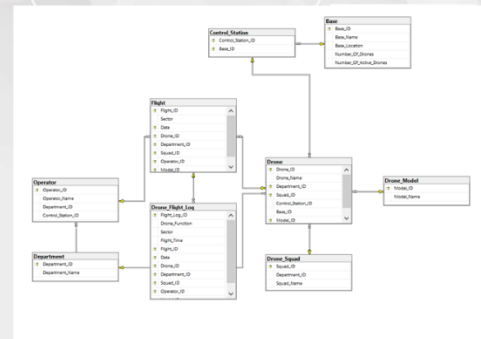 Control_Station
Control_Station_ID
Base_ID
Base
Base_ID
Base_Name
Base_Location
Number_Of_Drones
Number_Of_Active_Drones
Flight
Flight_ID
Sector
Date
Drone_ID
Department_ID
Squad_ID
Operator_ID
Model_ID
Operator
Operator_ID
Operator_Name
Department_ID
Control_Station_ID
Department
Department_ID
Department_Name
Drone_Flight_Log
Flight_Log_ID
Drone_Function
Sector
Flight_Time
Flight_ID
Date
Drone_ID
Department_ID
Squad_ID
Operator_ID
Drone
Drone_ID
Drone_Name
Department_ID
Squad_ID
Control_Station_ID
Base_ID
Model_ID
Drone_Model
Model_ID
Model_Name
Drone_Squad
Squad_ID
Department_ID
Squad_Name